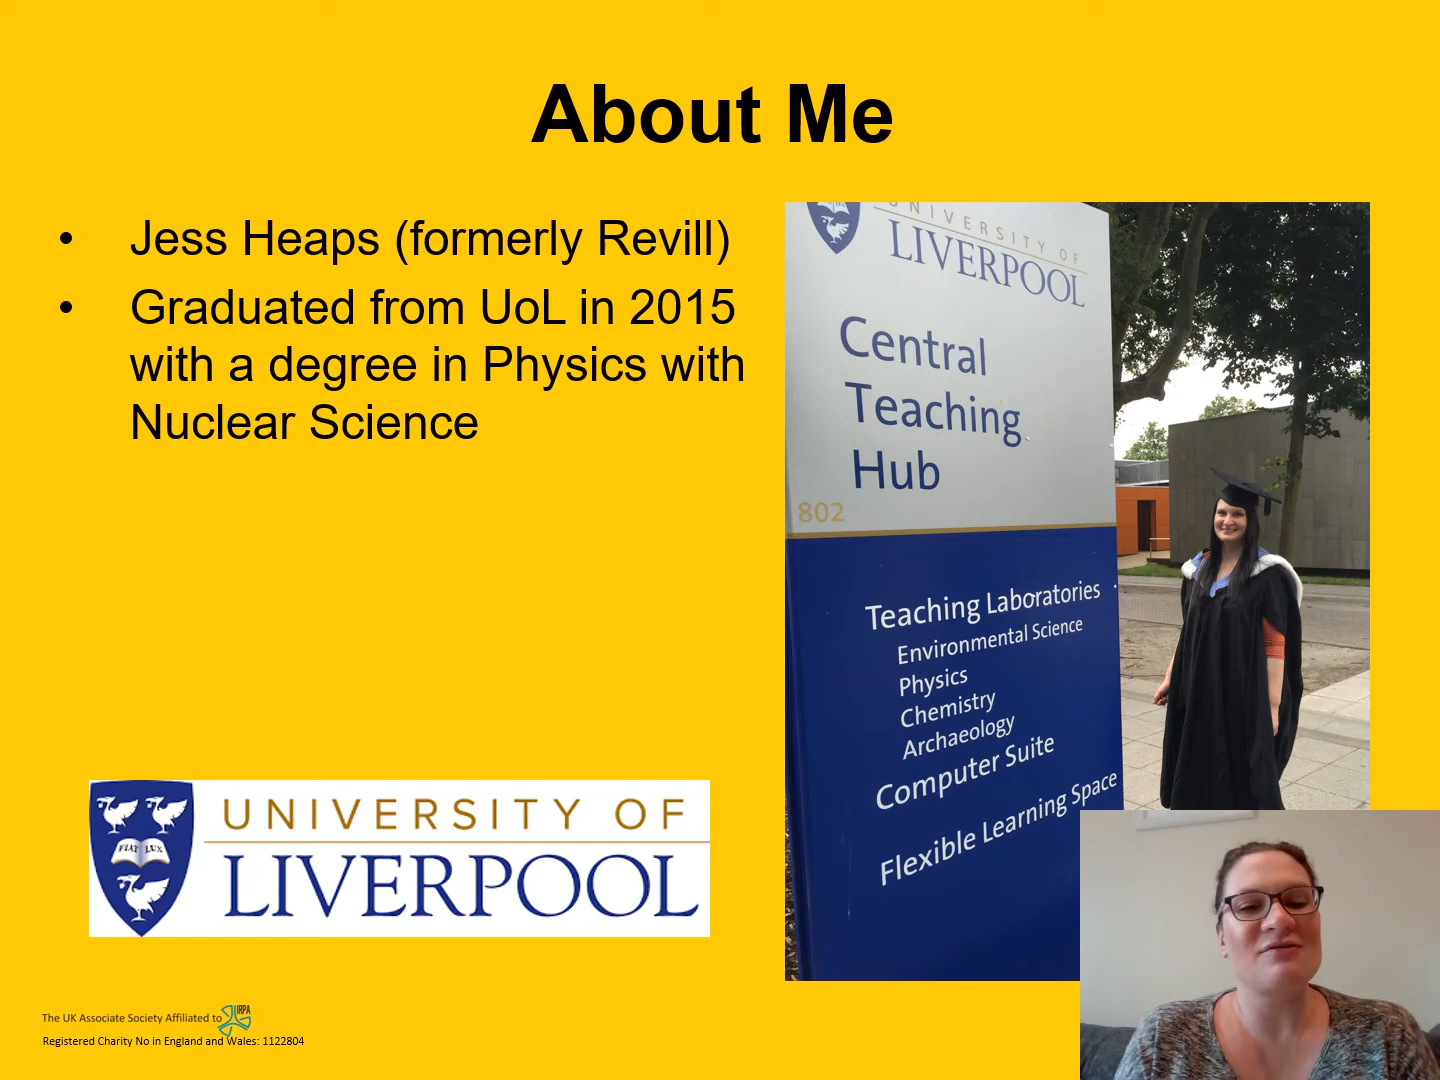 About Me
• Jess Heaps (formerly Revill)
• Graduated from UoL in 2015
with a degree in Physics with
Nuclear Science
UNIVERSITY OF
LIVERPOOL
Central
Teaching
Hub
802
Teaching Laboratories
Environmental Science
Physics
Chemistry
Archaeology
Computer Suite
Flexible Learning Space
FIAT LUX
UNIVERSITY OF
LIVERPOOL
The UK Associate Society Affiliated to IRPA
Registered Charity No in England and Wales: 1122804